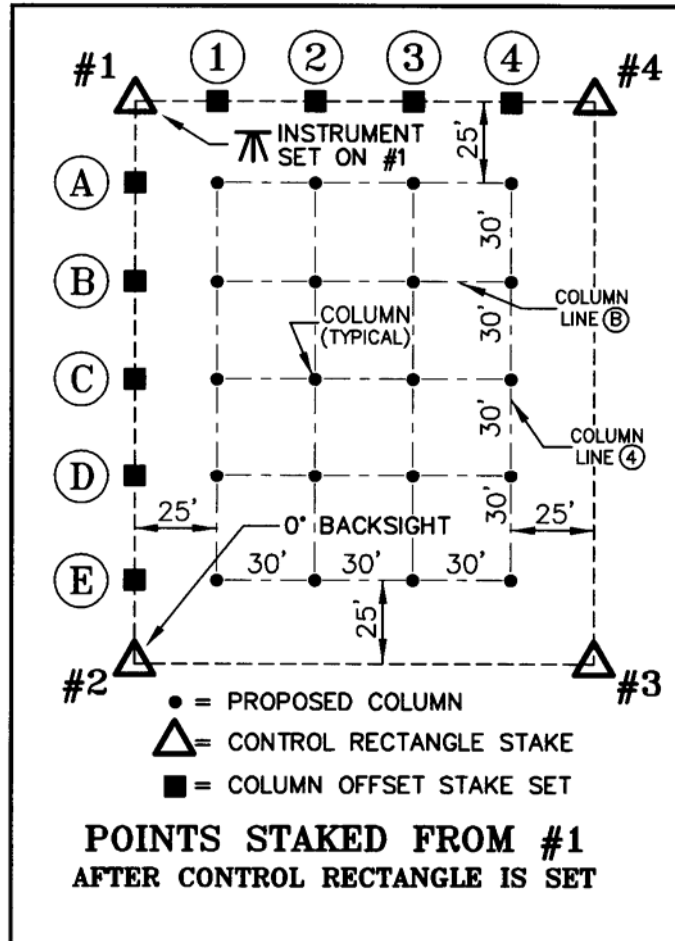 #1 1 2 3 4 #4
INSTRUMENT
SET ON #1
25'
A
30'
B
COLUMN
LINE B
COLUMN
(TYPICAL)
30'
C
30'
COLUMN
LINE 4
D
25'
0° BACKSIGHT
30'
25'
E
30' 30' 30'
25'
#2 #3
= PROPOSED COLUMN
= CONTROL RECTANGLE STAKE
= COLUMN OFFSET STAKE SET
POINTS STAKED FROM #1
AFTER CONTROL RECTANGLE IS SET